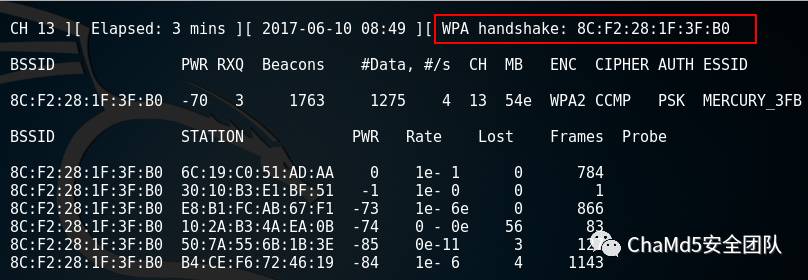 CH 13 ][ Elapsed: 3 mins ][ 2017-06-10 08:49 ][ WPA handshake: 8C:F2:28:1F:3F:B0
BSSID PWR RXQ Beacons #Data, #/s CH MB ENC CIPHER AUTH ESSID
8C:F2:28:1F:3F:B0 -70 3 1763 1275 4 13 54e WPA2 CCMP PSK MERCURY_3FB
BSSID STATION PWR Rate Lost Frames Probe
8C:F2:28:1F:3F:B0 6C:19:C0:51:AD:AA 0 1e- 1 0 784
8C:F2:28:1F:3F:B0 30:10:B3:E1:BF:51 -1 1e- 0 0 1
8C:F2:28:1F:3F:B0 E8:B1:FC:AB:67:F1 -73 1e- 6e 0 866
8C:F2:28:1F:3F:B0 10:2A:B3:4A:EA:0B -74 0 - 0e 56 83
8C:F2:28:1F:3F:B0 50:7A:55:6B:1B:3E -85 0e-11 3
8C:F2:28:1F:3F:B0 B4:CE:F6:72:46:19 -84 1e- 6 4 1143
ChaMd5安全团队